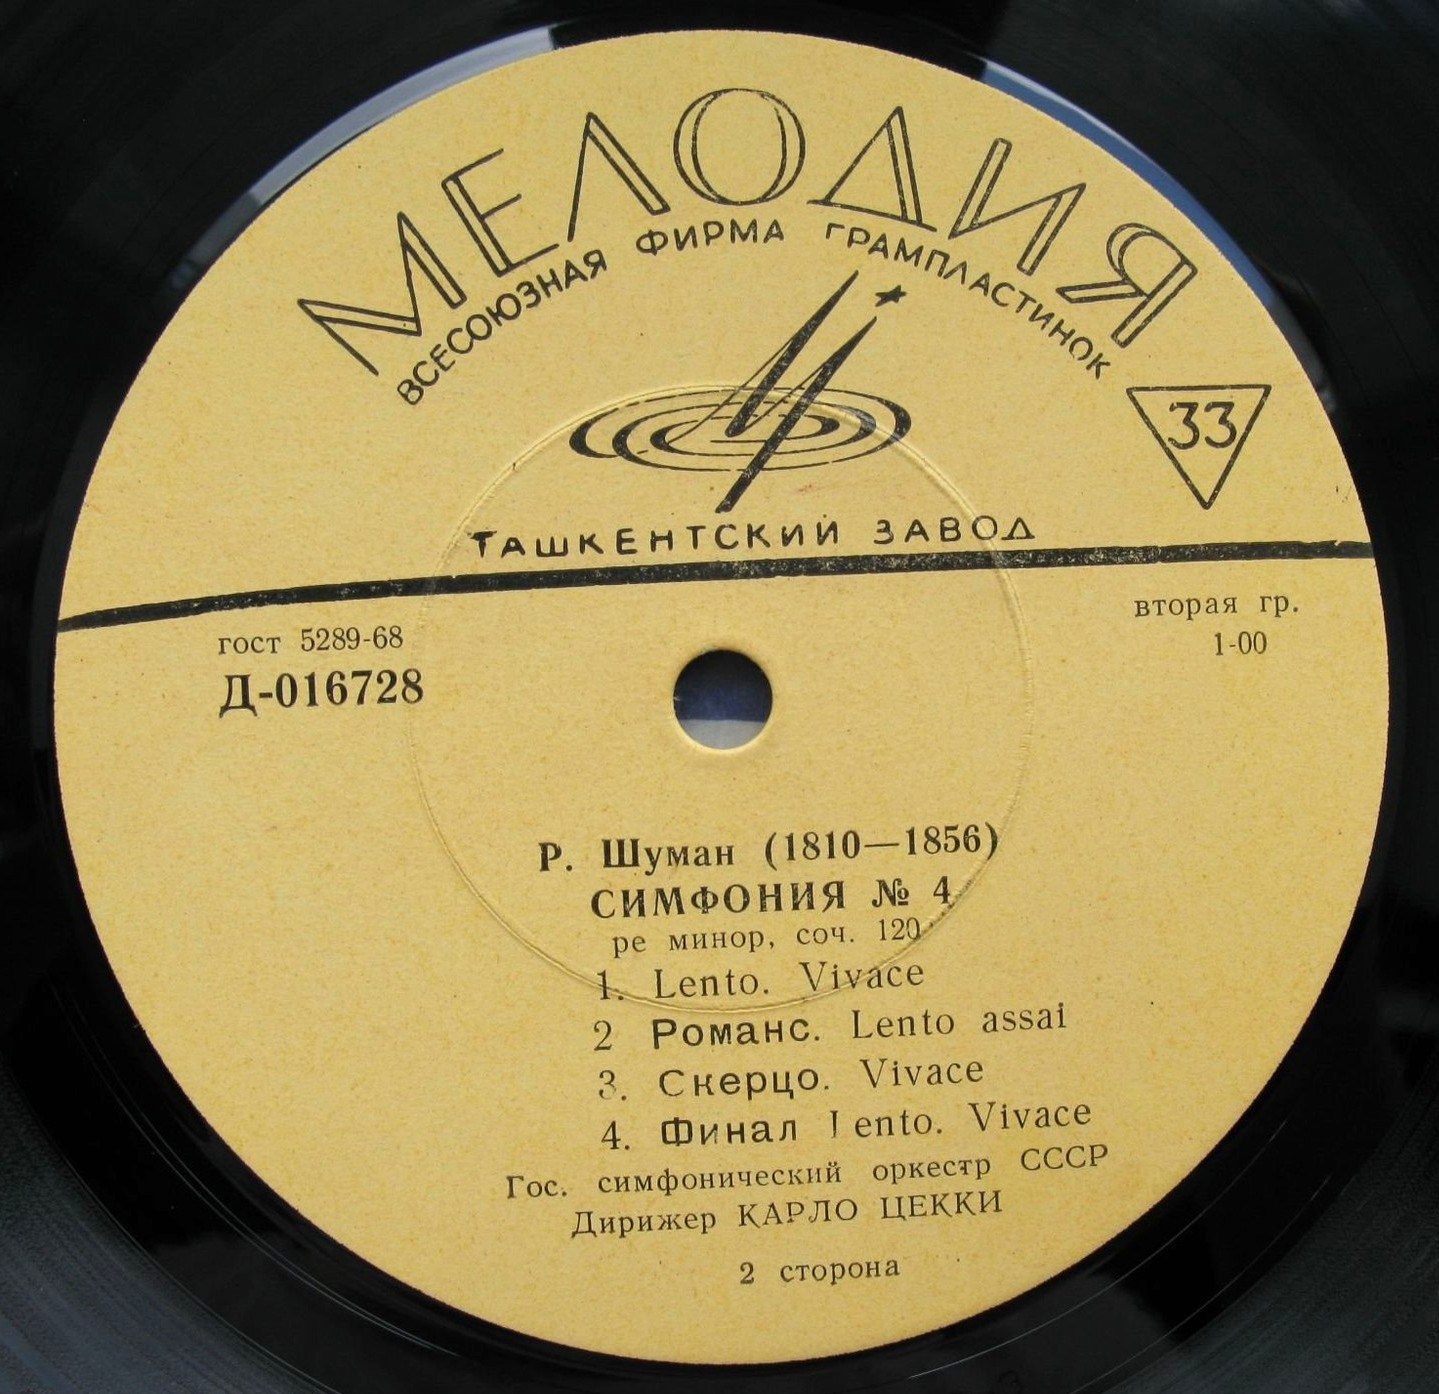 МЕЛОДИЯ
ВСЕСОЮЗНАЯ ФИРМА ГРАМПЛАСТИНОК
33
ТАШКЕНТСКИЙ ЗАВОД
гост 5289-68
Д-016728
вторая гр.
1-00
Р. Шуман (1810—1856)
СИМФОНИЯ № 4
ре минор, соч. 120
1. Lento. Vivace
2 Романс. Lento assai
3. Скерцо. Vivace
4. Финал Lento. Vivace
Гос. симфонический оркестр СССР
Дирижер КАРЛО ЦЕККИ
2 сторона